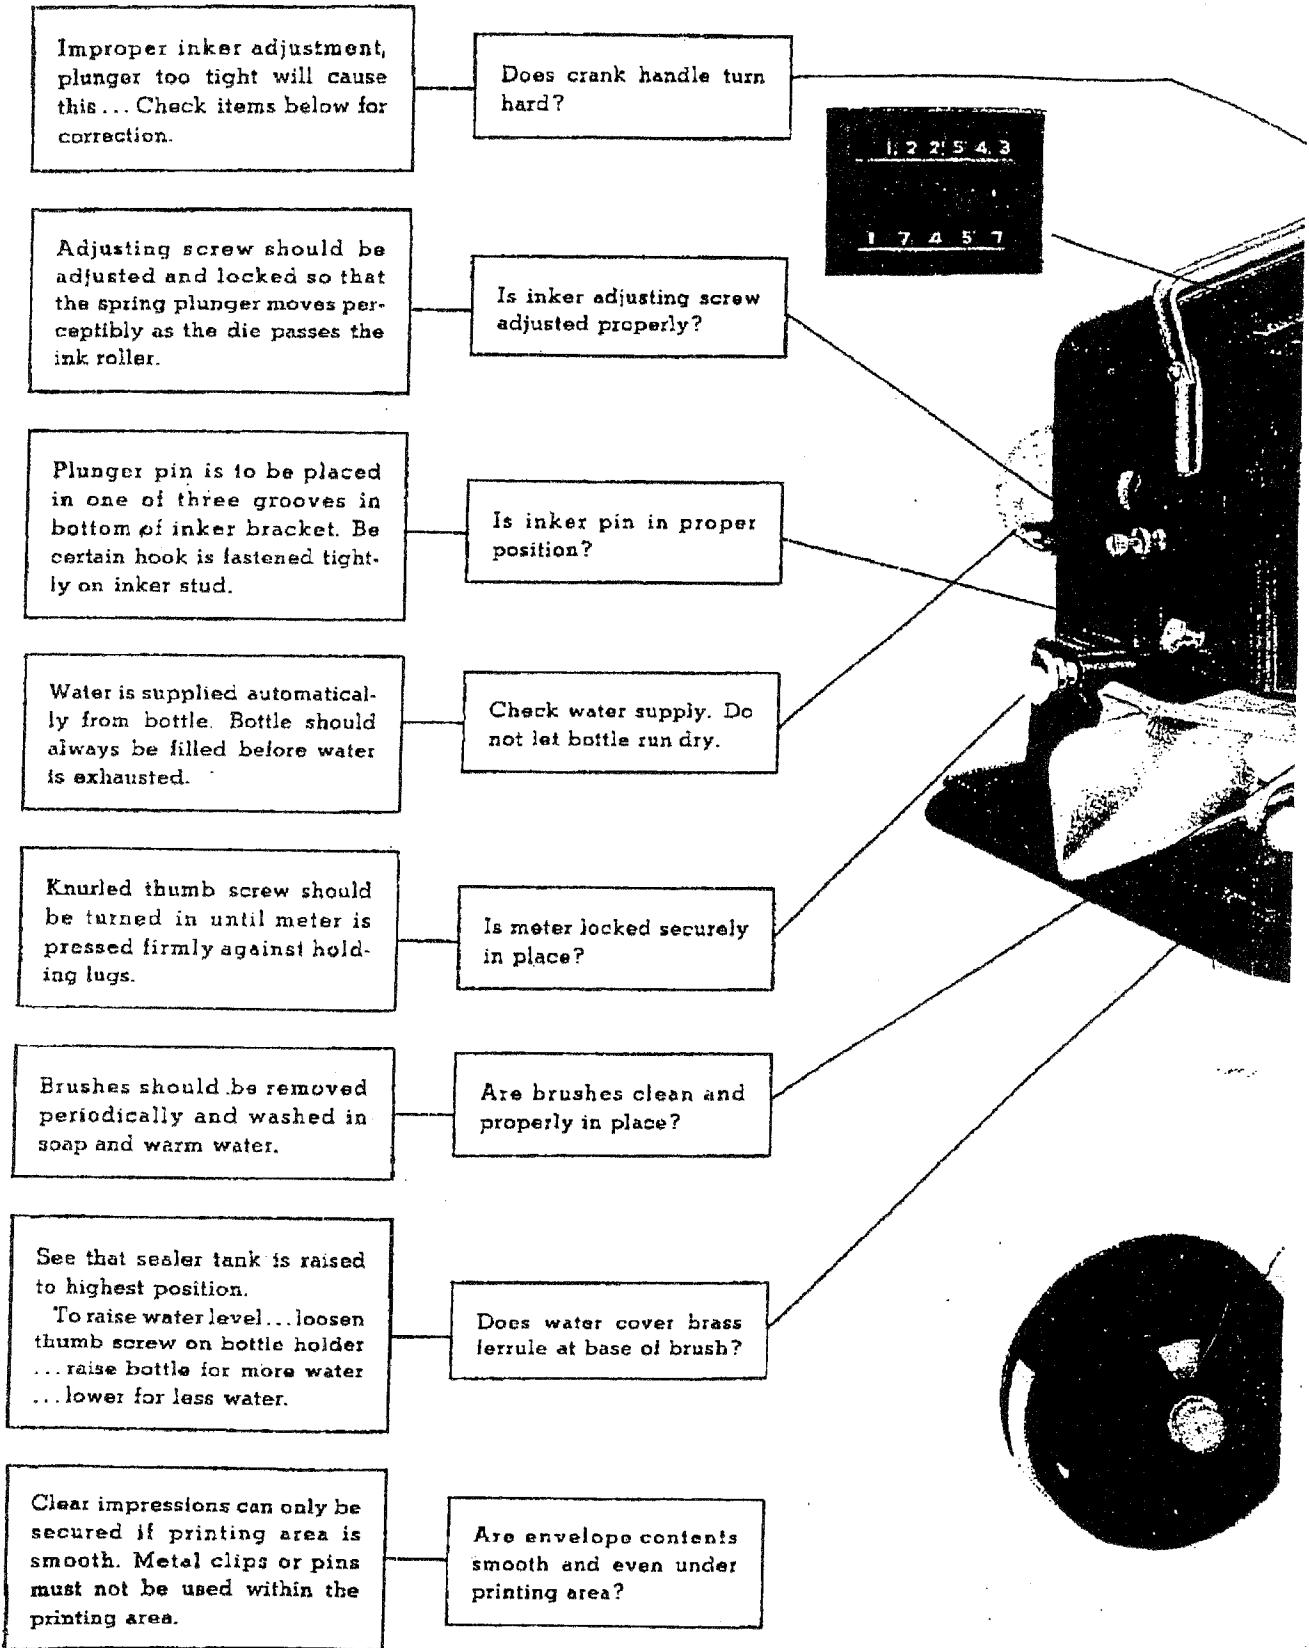 Improper inker adjustment,
plunger too tight will cause
this... Check items below for
correction.
Does crank handle turn
hard?
1 2 2 5 4 3
1 7 4 5 7
Adjusting screw should be
adjusted and locked so that
the spring plunger moves per-
ceptibly as the die passes the
ink roller.
Is inker adjusting screw
adjusted properly?
Plunger pin is to be placed
in one of three grooves in
bottom of inker bracket. Be
certain hook is fastened tight-
ly on inker stud.
Is inker pin in proper
position?
Water is supplied automatical-
ly from bottle. Bottle should
always be filled before water
is exhausted.
Check water supply. Do
not let bottle run dry.
Knurled thumb screw should
be turned in until meter is
pressed firmly against hold-
ing lugs.
Is meter locked securely
in place?
Brushes should be removed
periodically and washed in
soap and warm water.
Are brushes clean and
properly in place?
See that sealer tank is raised
to highest position.
To raise water level...loosen
thumb screw on bottle holder
...raise bottle for more water
...lower for less water.
Does water cover brass
ferrule at base of brush?
Clear impressions can only be
secured if printing area is
smooth. Metal clips or pins
must not be used within the
printing area.
Are envelope contents
smooth and even under
printing area?